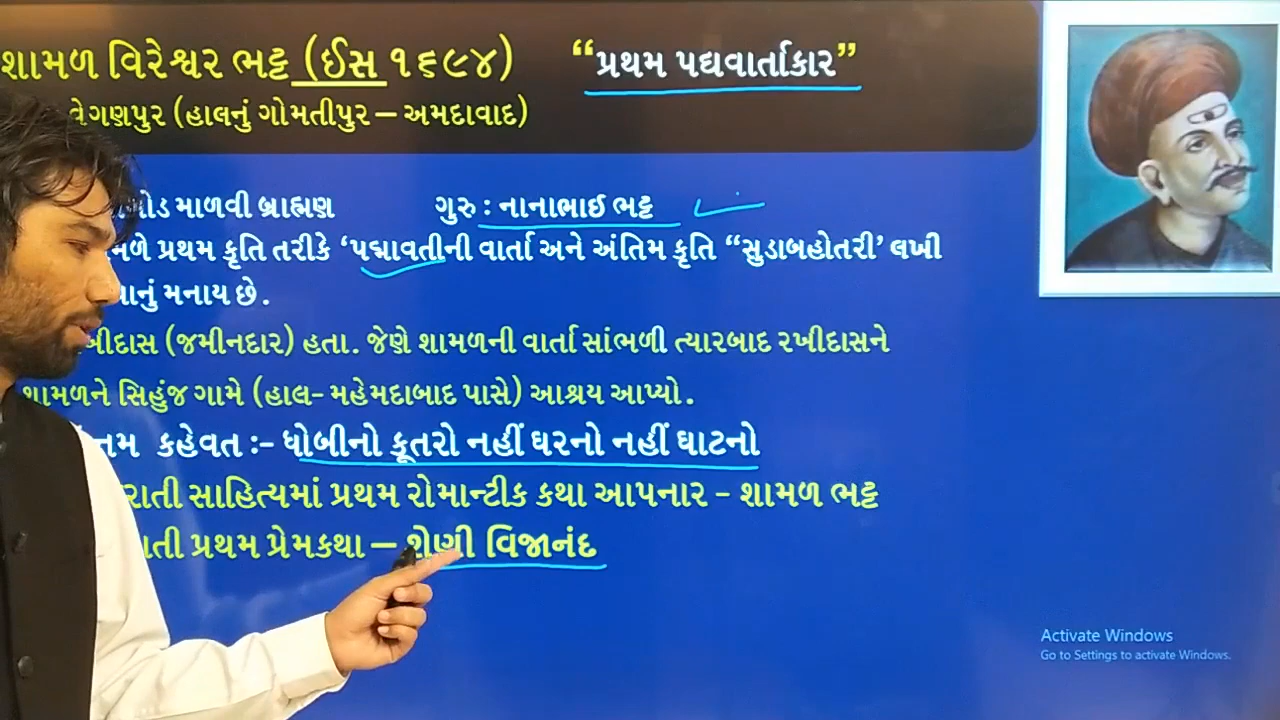 શામળ વિરેશ્વર ભટ્ટ (ઈસ ૧૬૯૪) “પ્રથમ પદ્યવાર્તાકાર”
વેગણપુર (હાલનું ગોમતીપુર – અમદાવાદ)
માળવી બ્રાહ્મણ ગુરુ : નાનાભાઈ ભટ્ટ
પ્રથમ કૃતિ તરીકે ‘પદ્માવતીની વાર્તા અને અંતિમ કૃતિ “સુડાબહોતરી’ લખી
મનાય છે.
(જમીનદાર) હતા. જેણે શામળની વાર્તા સાંભળી ત્યારબાદ રખીદાસને
શામળને સિહુંજ ગામે (હાલ- મહેમદાબાદ પાસે) આશ્રય આપ્યો.
કહેવત :- ધોબીનો કૂતરો નહીં ઘરનો નહીં ઘાટનો
સાહિત્યમાં પ્રથમ રોમાન્ટીક કથા આપનાર - શામળ ભટ્ટ
પ્રથમ પ્રેમકથા – શેણી વિજાનંદ
Activate Windows
Go to Settings to activate Windows.